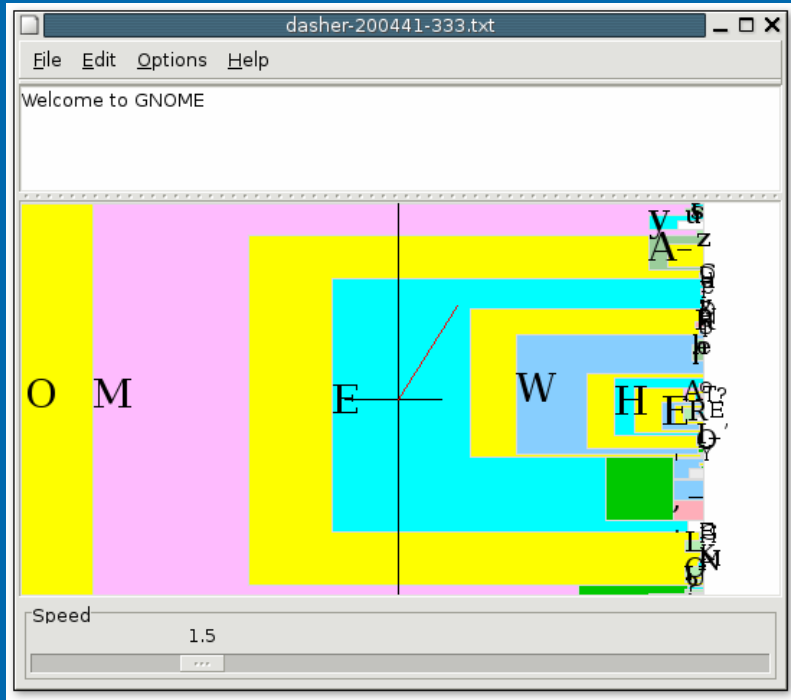 dasher-200441-333.txt
File Edit Options Help
Welcome to GNOME
O M E W H E
y
A
z
Speed
1.5